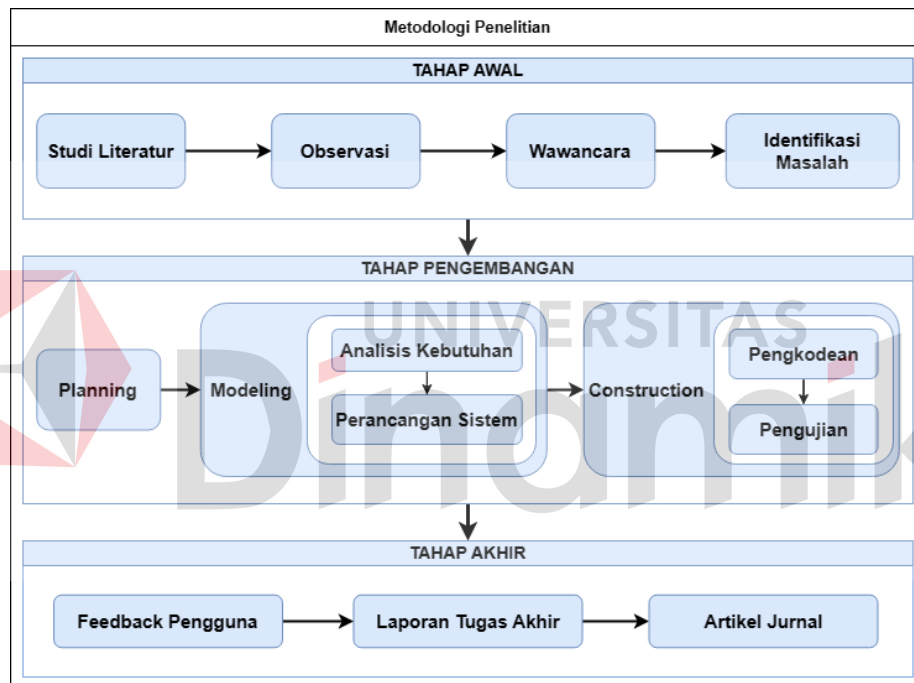 Metodologi Penelitian
TAHAP AWAL
Studi Literatur
Observasi
Wawancara
Identifikasi
Masalah
TAHAP PENGEMBANGAN
UNIVERSITAS
Dinamik
Planning
Modeling
Analisis Kebutuhan
Perancangan Sistem
Construction
Pengkodean
Pengujian
TAHAP AKHIR
Feedback Pengguna
Laporan Tugas Akhir
Artikel Jurnal